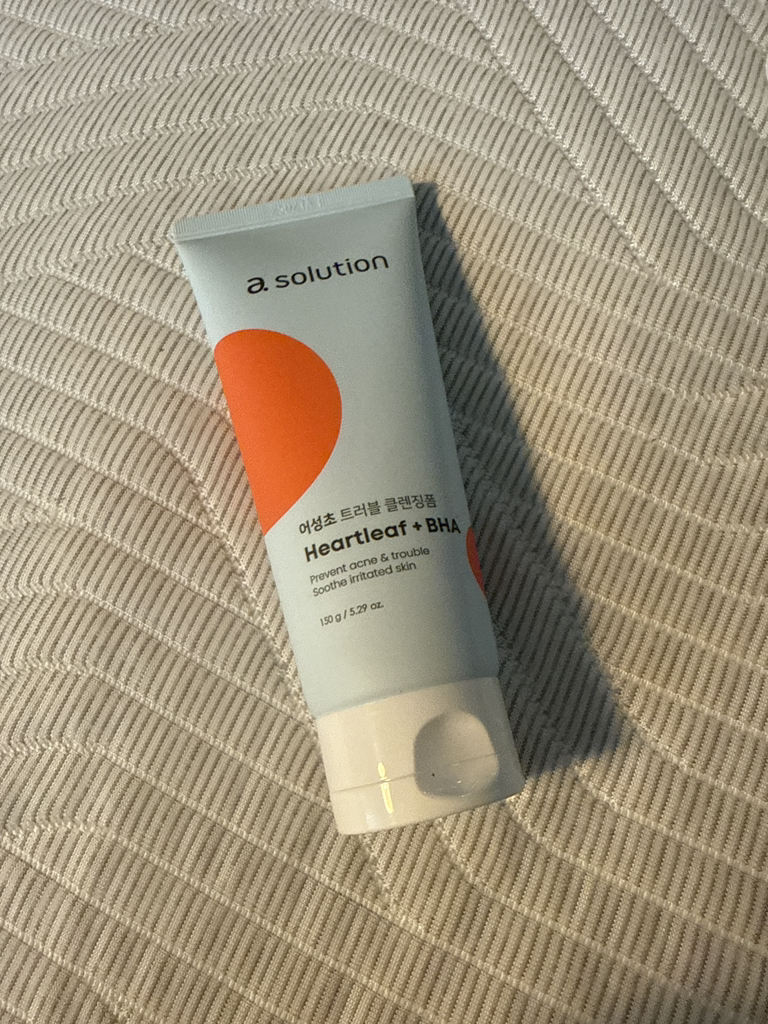 a solution
어성초 트러블 클렌징폼
Heartleaf + BHA
Prevent acne & trouble
Soothe irritated skin
150 g / 5.29 oz.